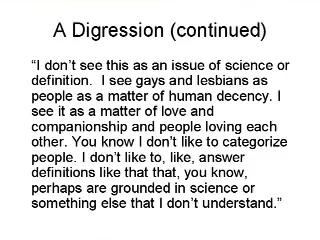 A Digression (continued)
“I don’t see this as an issue of science or
definition.  I see gays and lesbians as
people as a matter of human decency. I
see it as a matter of love and
companionship and people loving each
other. You know I don’t like to categorize
people. I don’t like to, like, answer
definitions like that that, you know,
perhaps are grounded in science or
something else that I don’t understand.”